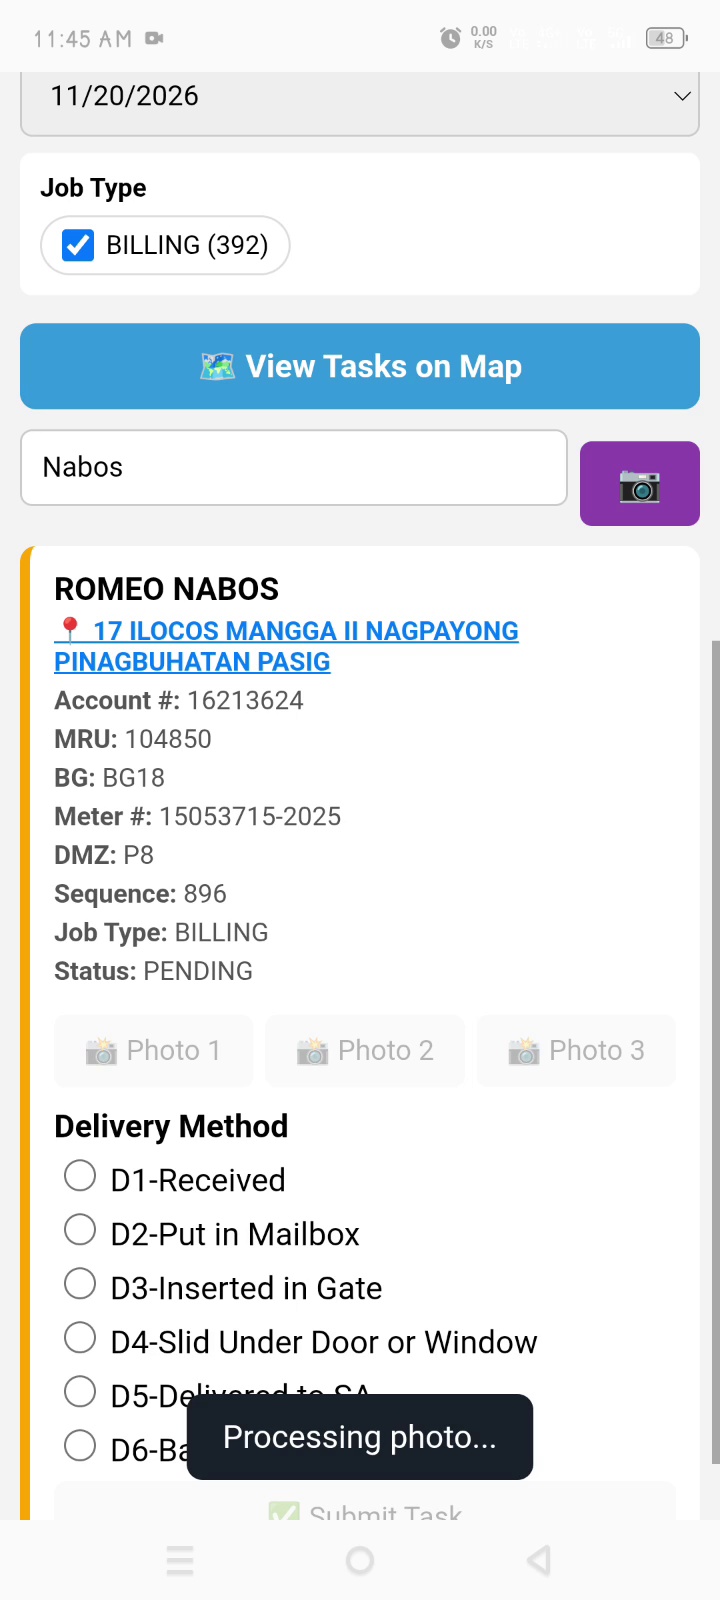 11:45 AM
0.00
K/S
48
11/20/2026
Job Type
BILLING (392)
View Tasks on Map
Nabos
ROMEO NABOS
17 ILOCOS MANGGA II NAGPAYONG
PINAGBUHATAN PASIG
Account #: 16213624
MRU: 104850
BG: BG18
Meter #: 15053715-2025
DMZ: P8
Sequence: 896
Job Type: BILLING
Status: PENDING
Photo 1 Photo 2 Photo 3
Delivery Method
D1-Received
D2-Put in Mailbox
D3-Inserted in Gate
D4-Slid Under Door or Window
D5-Delivered to SA
D6-Ba
Processing photo...
Submit Task